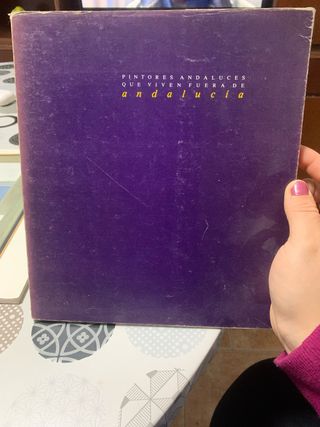 PINTORES ANDALUCES
QUE VIVEN FUERA DE
andalucía